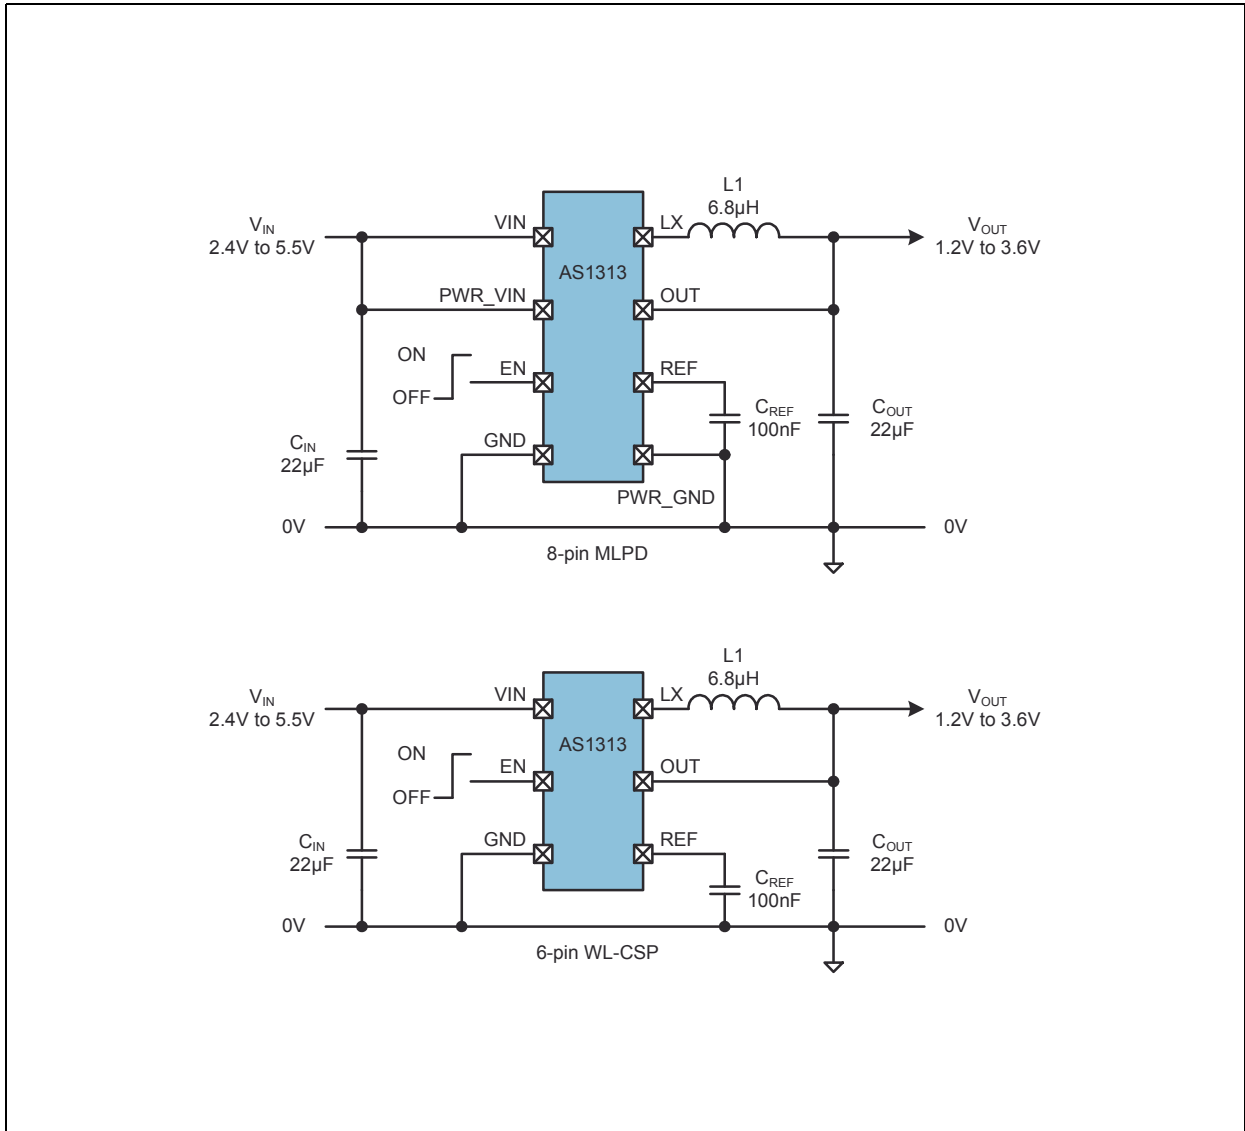 L1
6.8µH
VIN
2.4V to 5.5V
VIN
LX
VOUT
1.2V to 3.6V
AS1313
PWR_VIN
OUT
ON
OFF
EN
REF
CREF
100nF
COUT
22µF
CIN
22µF
GND
PWR_GND
0V
0V
8-pin MLPD
L1
6.8µH
VIN
2.4V to 5.5V
VIN
LX
VOUT
1.2V to 3.6V
AS1313
ON
OFF
EN
OUT
CIN
22µF
GND
REF
COUT
22µF
CREF
100nF
0V
0V
6-pin WL-CSP